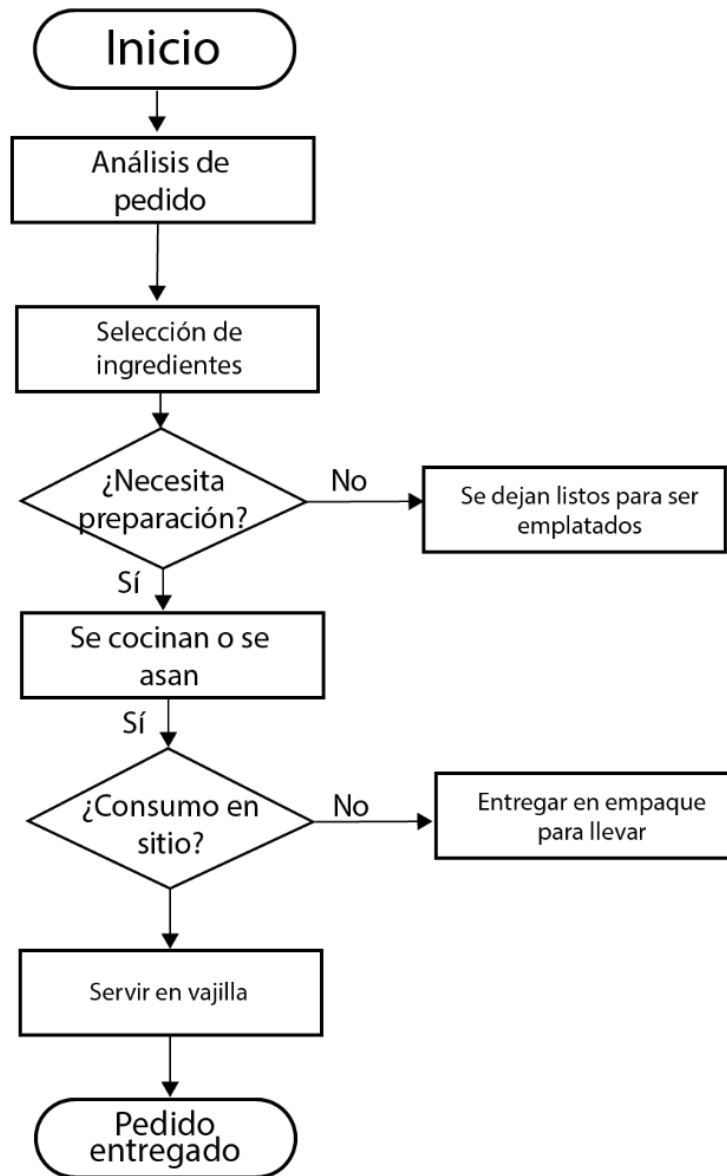 Inicio
Análisis de
pedido
Selección de
ingredientes
¿Necesita
preparación?
No
Se dejan listos para ser
emplatados
Sí
Se cocinan o se
asan
Sí
¿Consumo en
sitio?
No
Entregar en empaque
para llevar
Servir en vajilla
Pedido
entregado